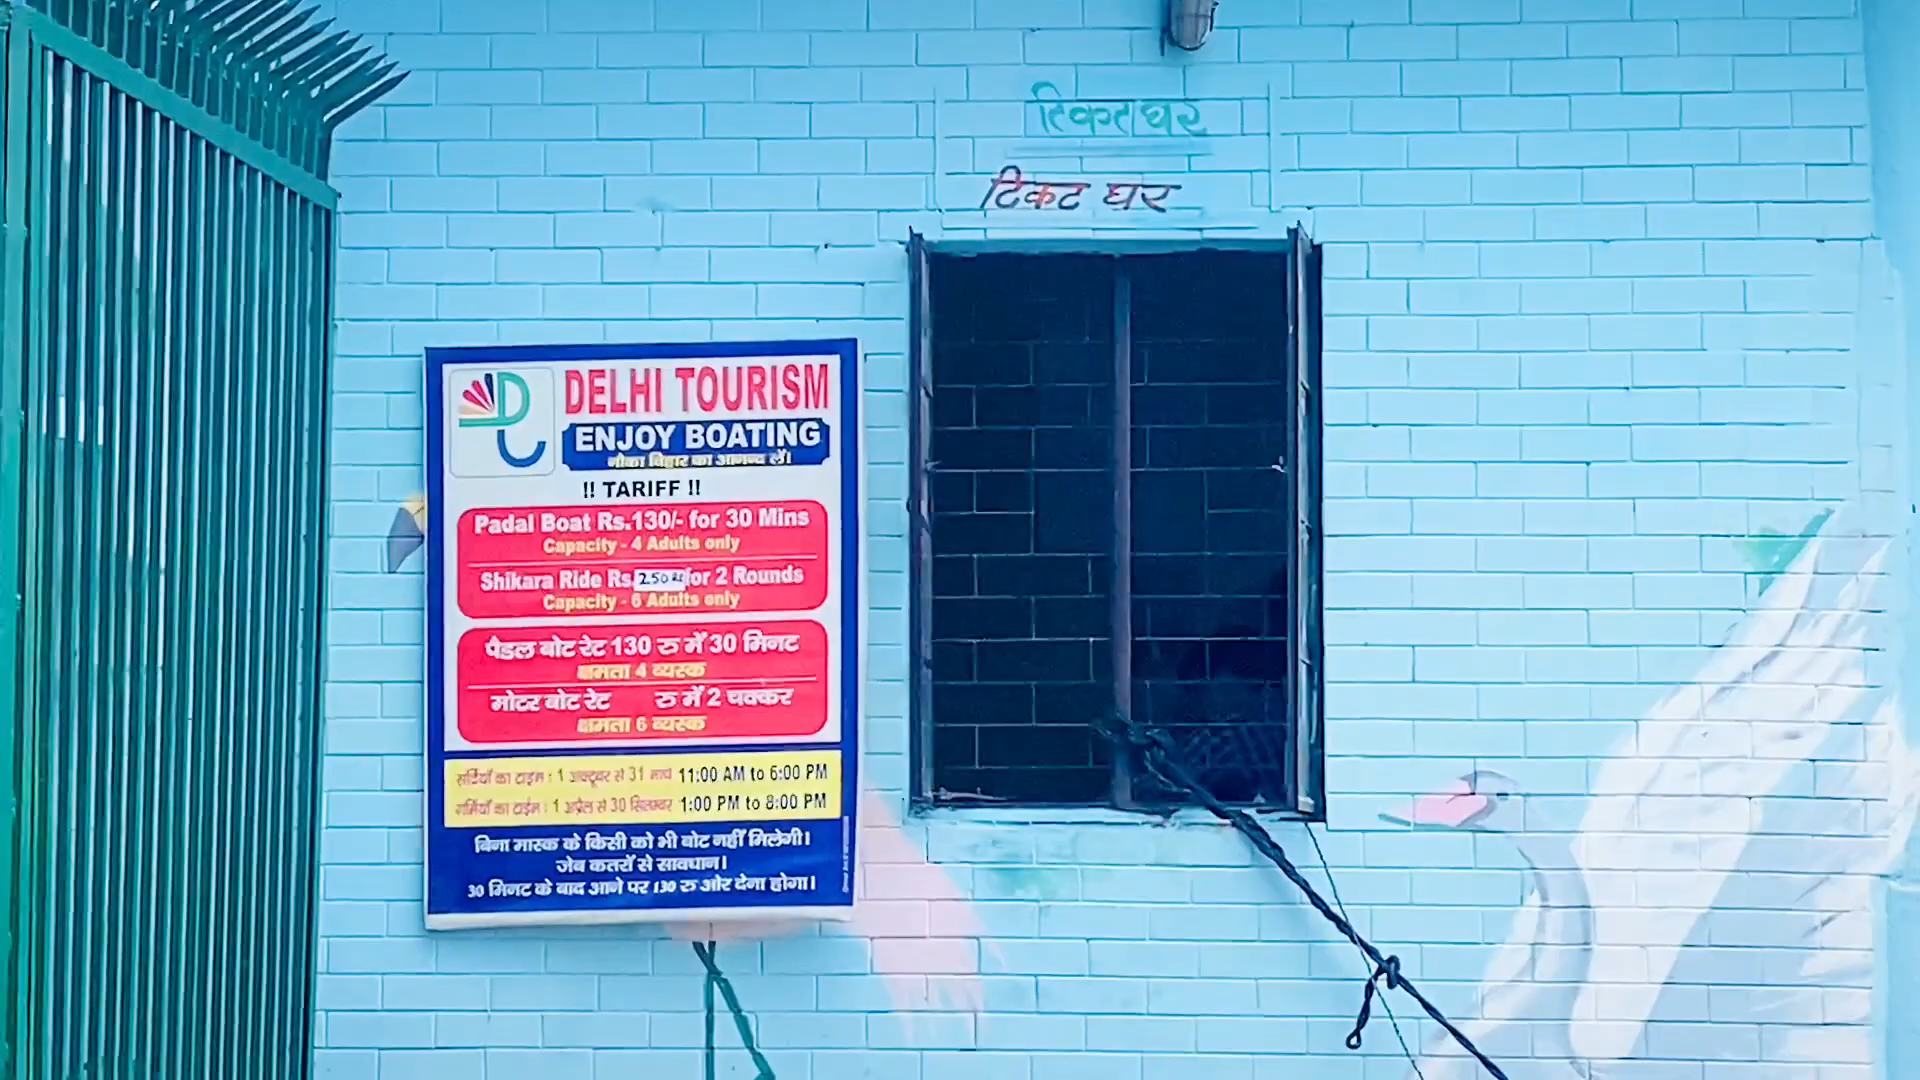 टिकट घर
टिकट घर
DELHI TOURISM
ENJOY BOATING
नौका विहार का आनन्द लें।
!! TARIFF !!
Padal Boat Rs.130/- for 30 Mins
Capacity - 4 Adults only
Shikara Ride Rs. 250 for 2 Rounds
Capacity - 6 Adults only
पैडल बोट रेट 130 रु में 30 मिनट
क्षमता 4 व्यस्क
मोटर बोट रेट रु में 2 चक्कर
क्षमता 6 व्यस्क
सर्दियों का टाइम : 1 अक्टूबर से 31 मार्च 11:00 AM to 6:00 PM
गर्मियों का टाईम : 1 अप्रैल से 30 सितम्बर 1:00 PM to 8:00 PM
बिना मास्क के किसी को भी बोट नहीं मिलेगी।
जेब कतरों से सावधान।
30 मिनट के बाद आने पर 130 रु ओर देना होगा।